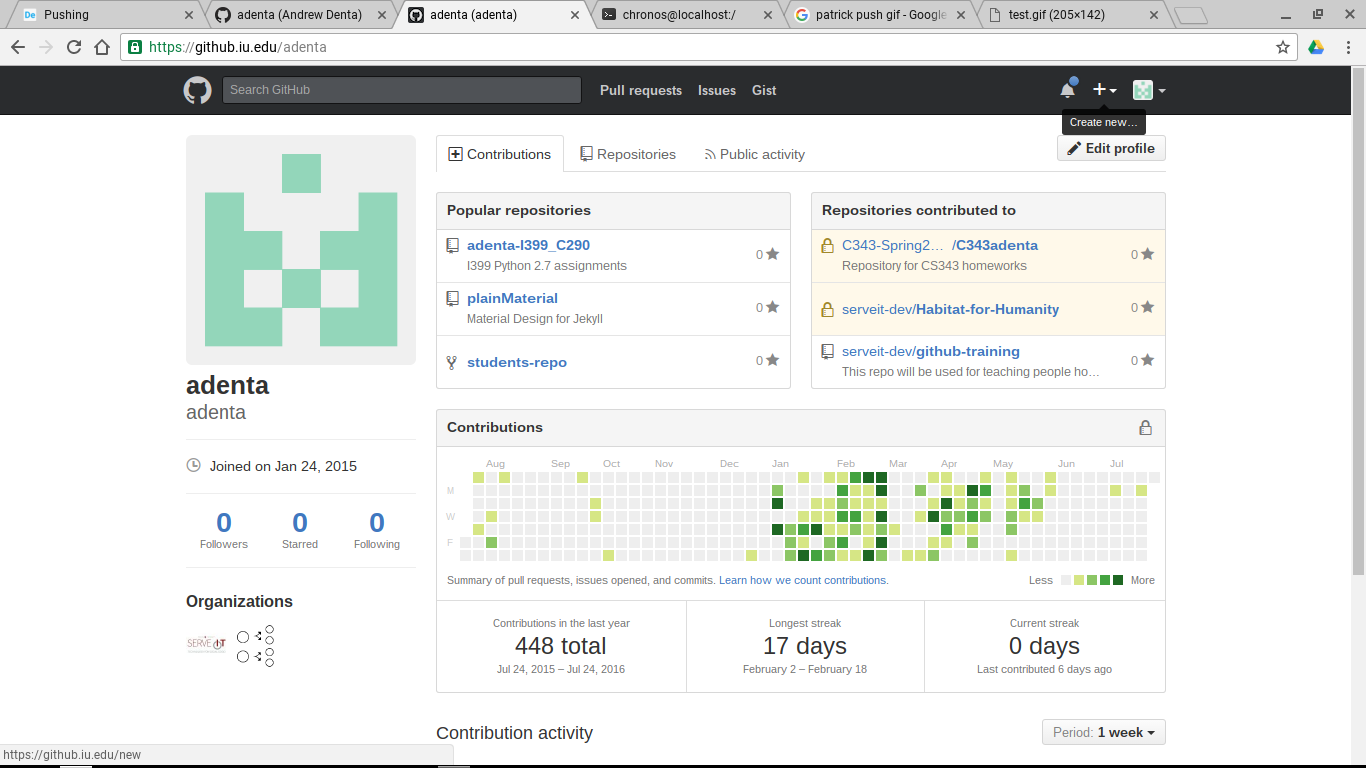 Pushing
adenta (Andrew Denta)
adenta (adenta)
chronos@localhost:/
patrick push gif - Google
test.gif (205×142)
https://github.iu.edu/adenta
Search GitHub
Pull requests Issues Gist
Create new…
Contributions Repositories Public activity
Edit profile
Popular repositories
adenta-I399_C290
I399 Python 2.7 assignments
0
plainMaterial
Material Design for Jekyll
0
students-repo
0
Repositories contributed to
C343-Spring2… /C343adenta
Repository for CS343 homeworks
0
serveit-dev/Habitat-for-Humanity
0
serveit-dev/github-training
This repo will be used for teaching people ho…
0
adenta
adenta
Joined on Jan 24, 2015
0 0 0
Followers Starred Following
Organizations
SERVE IT
Contributions
Aug Sep Oct Nov Dec Jan Feb Mar Apr May Jun Jul
M
W
F
Summary of pull requests, issues opened, and commits. Learn how we count contributions.
Less More
Contributions in the last year
448 total
Jul 24, 2015 – Jul 24, 2016
Longest streak
17 days
February 2 – February 18
Current streak
0 days
Last contributed 6 days ago
Contribution activity
Period: 1 week
https://github.iu.edu/new